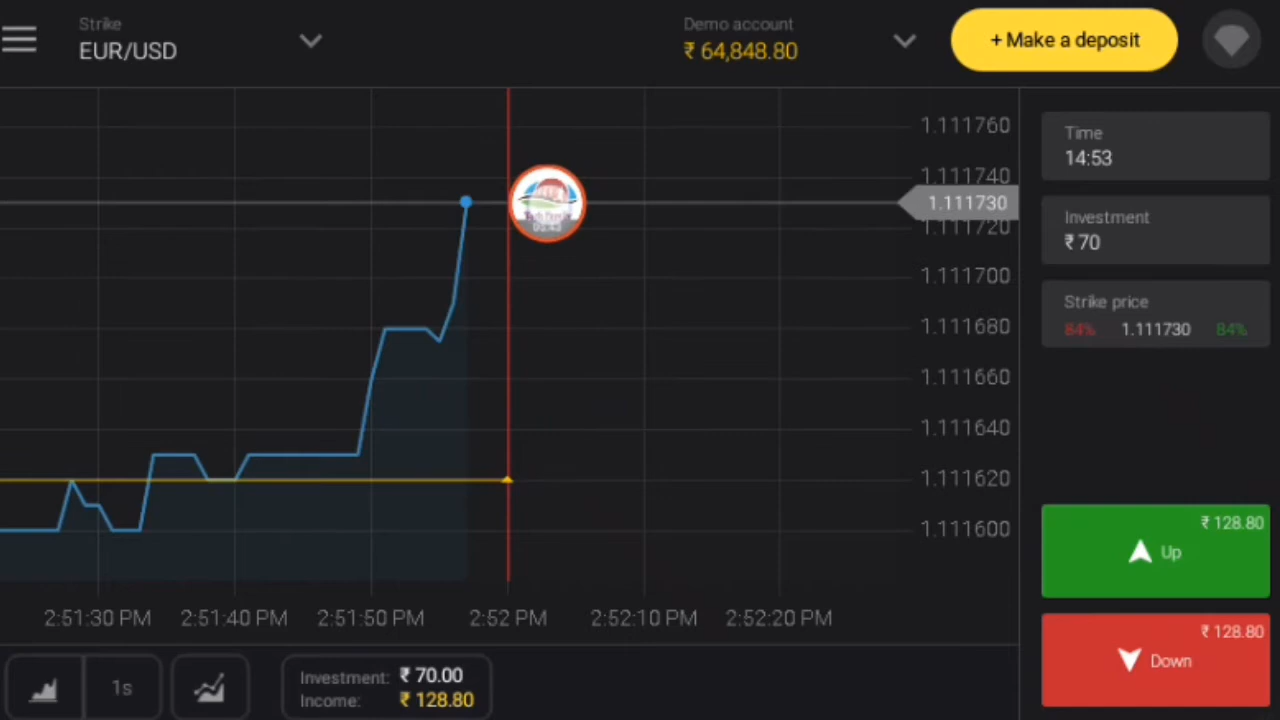 Strike
EUR/USD
Demo account
₹ 64,848.80
+ Make a deposit
1.111760
1.111740
1.111730
1.111720
1.111700
1.111680
1.111660
1.111640
1.111620
1.111600
Time
14:53
Investment
₹ 70
Strike price
84% 1.111730 84%
₹ 128.80
Up
₹ 128.80
Down
2:51:30 PM 2:51:40 PM 2:51:50 PM 2:52 PM 2:52:10 PM 2:52:20 PM
1s
Investment: ₹ 70.00
Income: ₹ 128.80